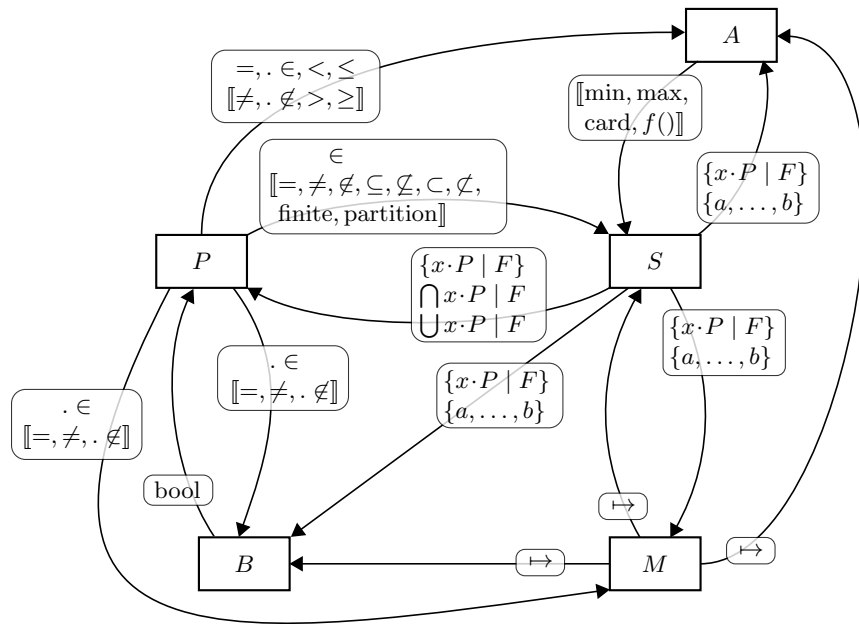 A
=, . ∈, <, ≤
⟦≠, . ∉, >, ≥⟧
⟦min, max,
card, f()⟧
∈
⟦=, ≠, ∉, ⊆, ⊈, ⊂, ⊄,
finite, partition⟧
{x·P | F}
{a, . . . , b}
P
S
{x·P | F}
⋂ x·P | F
⋃ x·P | F
{x·P | F}
{a, . . . , b}
. ∈
⟦=, ≠, . ∉⟧
{x·P | F}
{a, . . . , b}
. ∈
⟦=, ≠, . ∉⟧
bool
↦
B
↦
M
↦